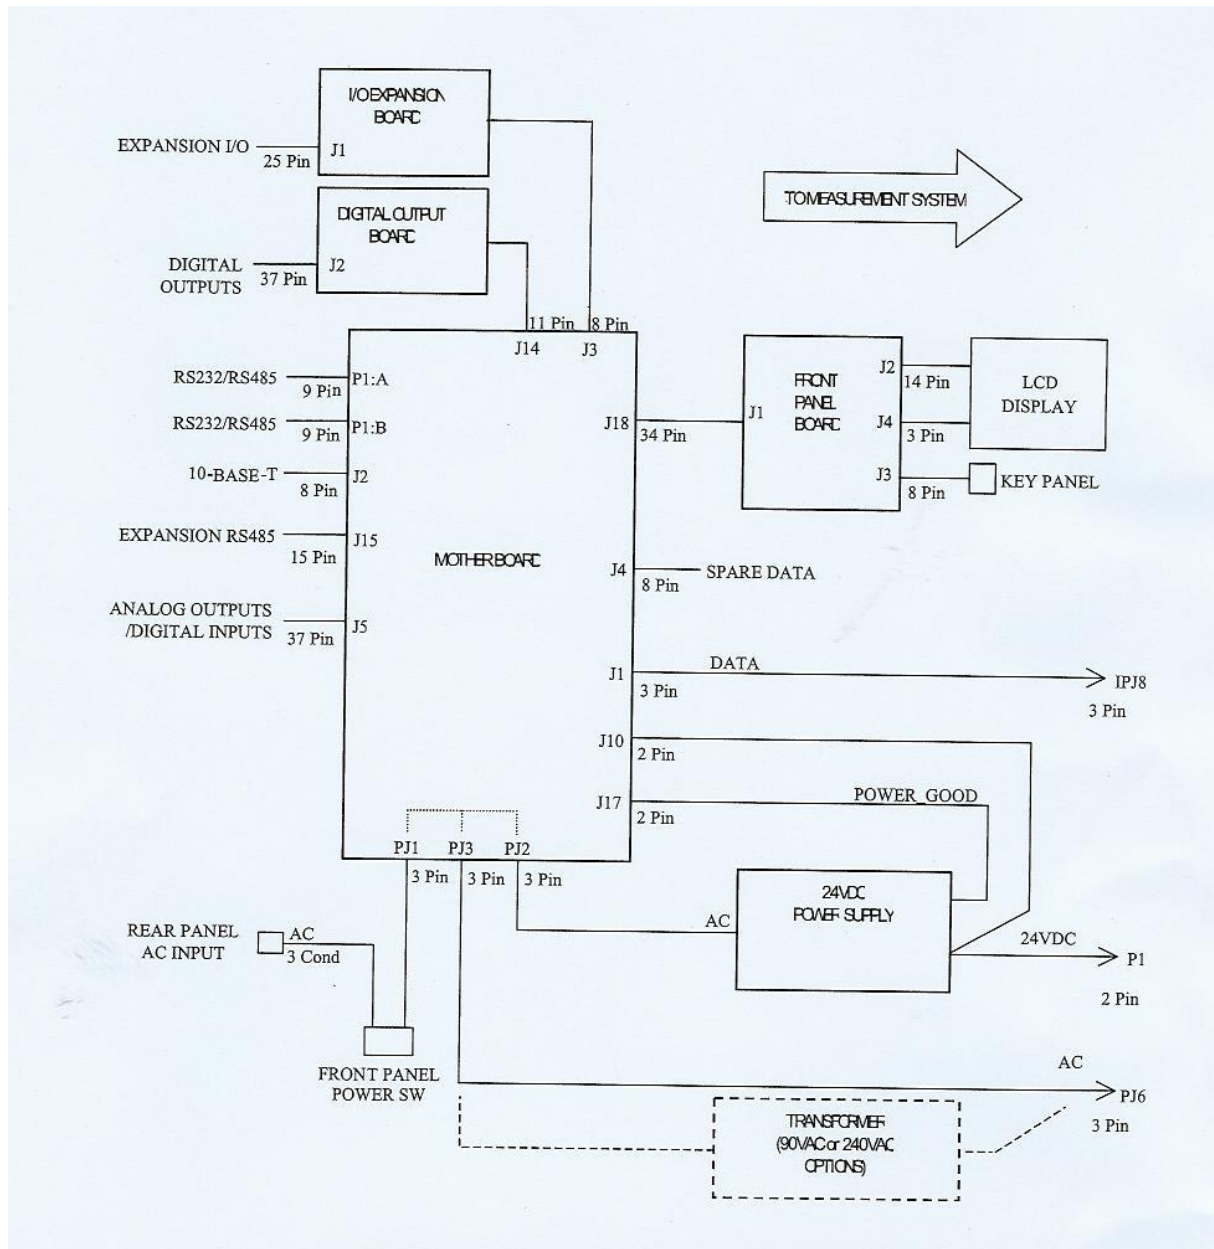 I/O EXPANSION
BOARD
EXPANSION I/O
25 Pin
J1
TO MEASUREMENT SYSTEM
DIGITAL OUTPUT
BOARD
DIGITAL
OUTPUTS
37 Pin
J2
11 Pin
8 Pin
J14
J3
RS232/RS485
9 Pin
P1:A
RS232/RS485
9 Pin
P1:B
10-BASE-T
8 Pin
J2
EXPANSION RS485
15 Pin
J15
ANALOG OUTPUTS
/DIGITAL INPUTS
37 Pin
J5
MOTHER BOARD
J18
34 Pin
J1
FRONT
PANEL
BOARD
J2
14 Pin
J4
3 Pin
J3
8 Pin
LCD
DISPLAY
KEY PANEL
J4
8 Pin
SPARE DATA
J1
3 Pin
DATA
IPJ8
3 Pin
J10
2 Pin
J17
2 Pin
POWER_GOOD
PJ1
PJ3
PJ2
3 Pin
3 Pin
3 Pin
24VDC
POWER SUPPLY
AC
24VDC
P1
2 Pin
REAR PANEL
AC INPUT
AC
3 Cond
FRONT PANEL
POWER SW
AC
PJ6
3 Pin
TRANSFORMER
(90VAC or 240VAC
OPTIONS)